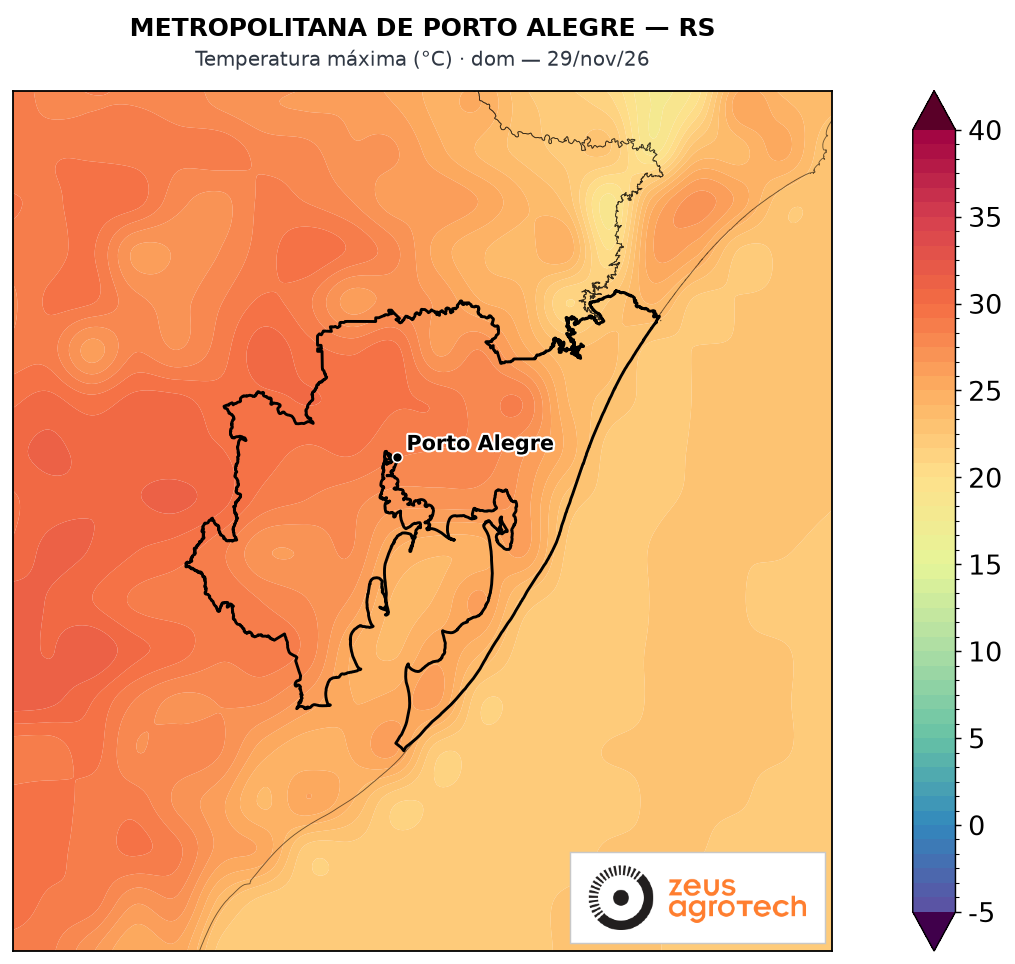 METROPOLITANA DE PORTO ALEGRE — RS
Temperatura máxima (°C) · dom — 29/nov/26
Porto Alegre
40
35
30
25
20
15
10
5
0
-5
zeus
agrotech